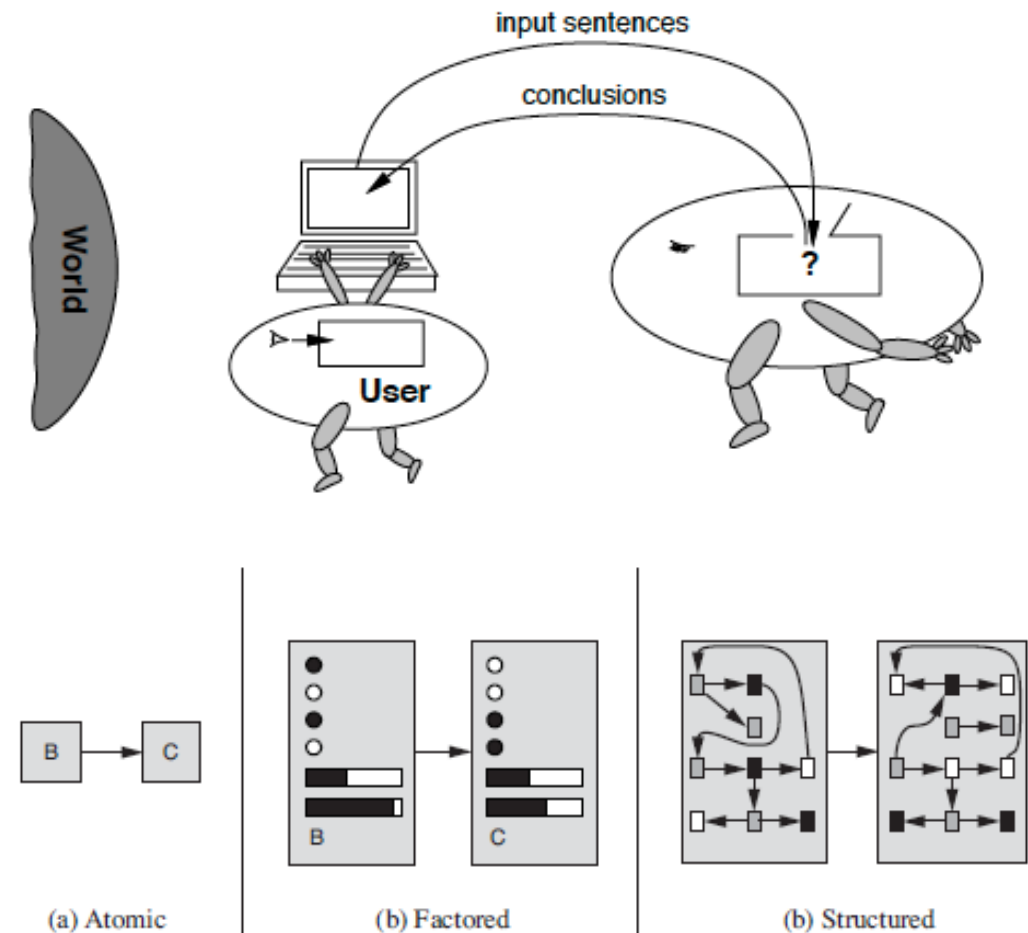 input sentences
conclusions
World
?
User
B
C
B
C
(a) Atomic
(b) Factored
(b) Structured